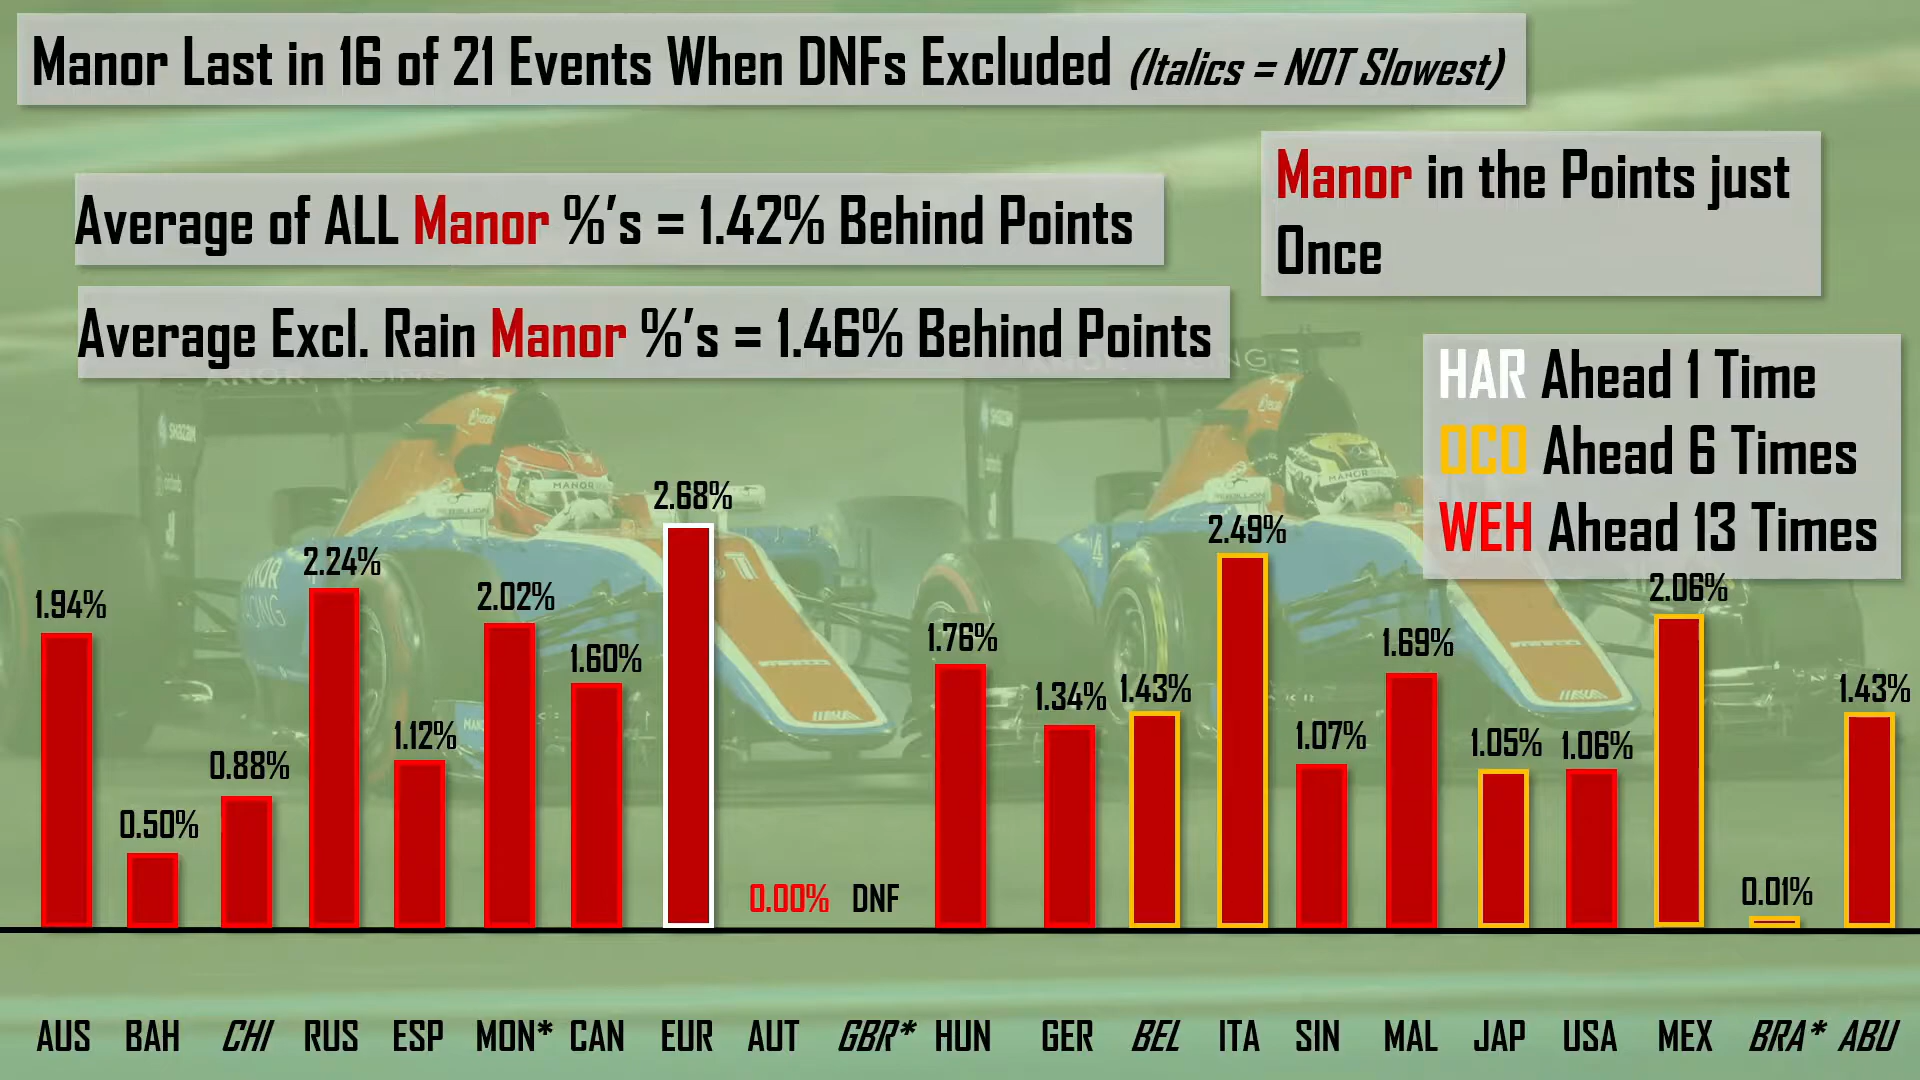 Manor Last in 16 of 21 Events When DNFs Excluded (Italics = NOT Slowest)
Manor in the Points just
Once
Average of ALL Manor %'s = 1.42% Behind Points
Average Excl. Rain Manor %'s = 1.46% Behind Points
HAR Ahead 1 Time
OCO Ahead 6 Times
WEH Ahead 13 Times
1.94%
0.50%
0.88%
2.24%
1.12%
2.02%
1.60%
2.68%
0.00%
DNF
1.76%
1.34%
1.43%
2.49%
1.07%
1.69%
1.05%
1.06%
2.06%
0.01%
1.43%
AUS BAH CHI RUS ESP MON* CAN EUR AUT GBR* HUN GER BEL ITA SIN MAL JAP USA MEX BRA* ABU